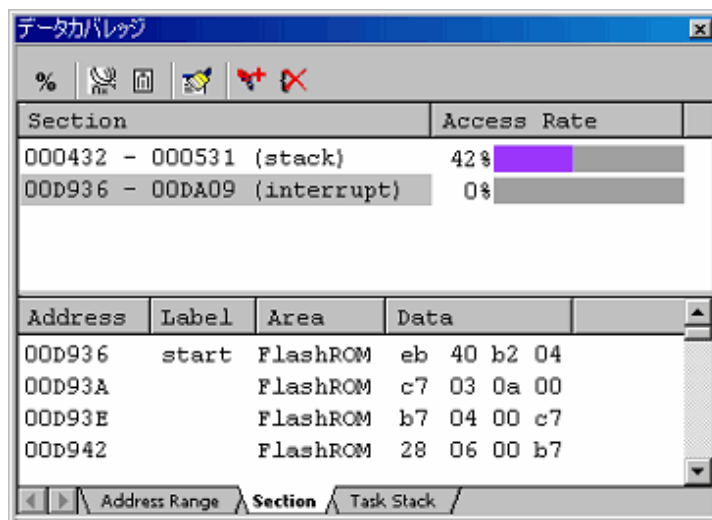 データカバレッジ
%
Section Access Rate
000432 - 000531 (stack) 42%
00D936 - 00DA09 (interrupt) 0%
Address Label Area Data
00D936 start FlashROM eb 40 b2 04
00D93A FlashROM c7 03 0a 00
00D93E FlashROM b7 04 00 c7
00D942 FlashROM 28 06 00 b7
Address Range Section Task Stack